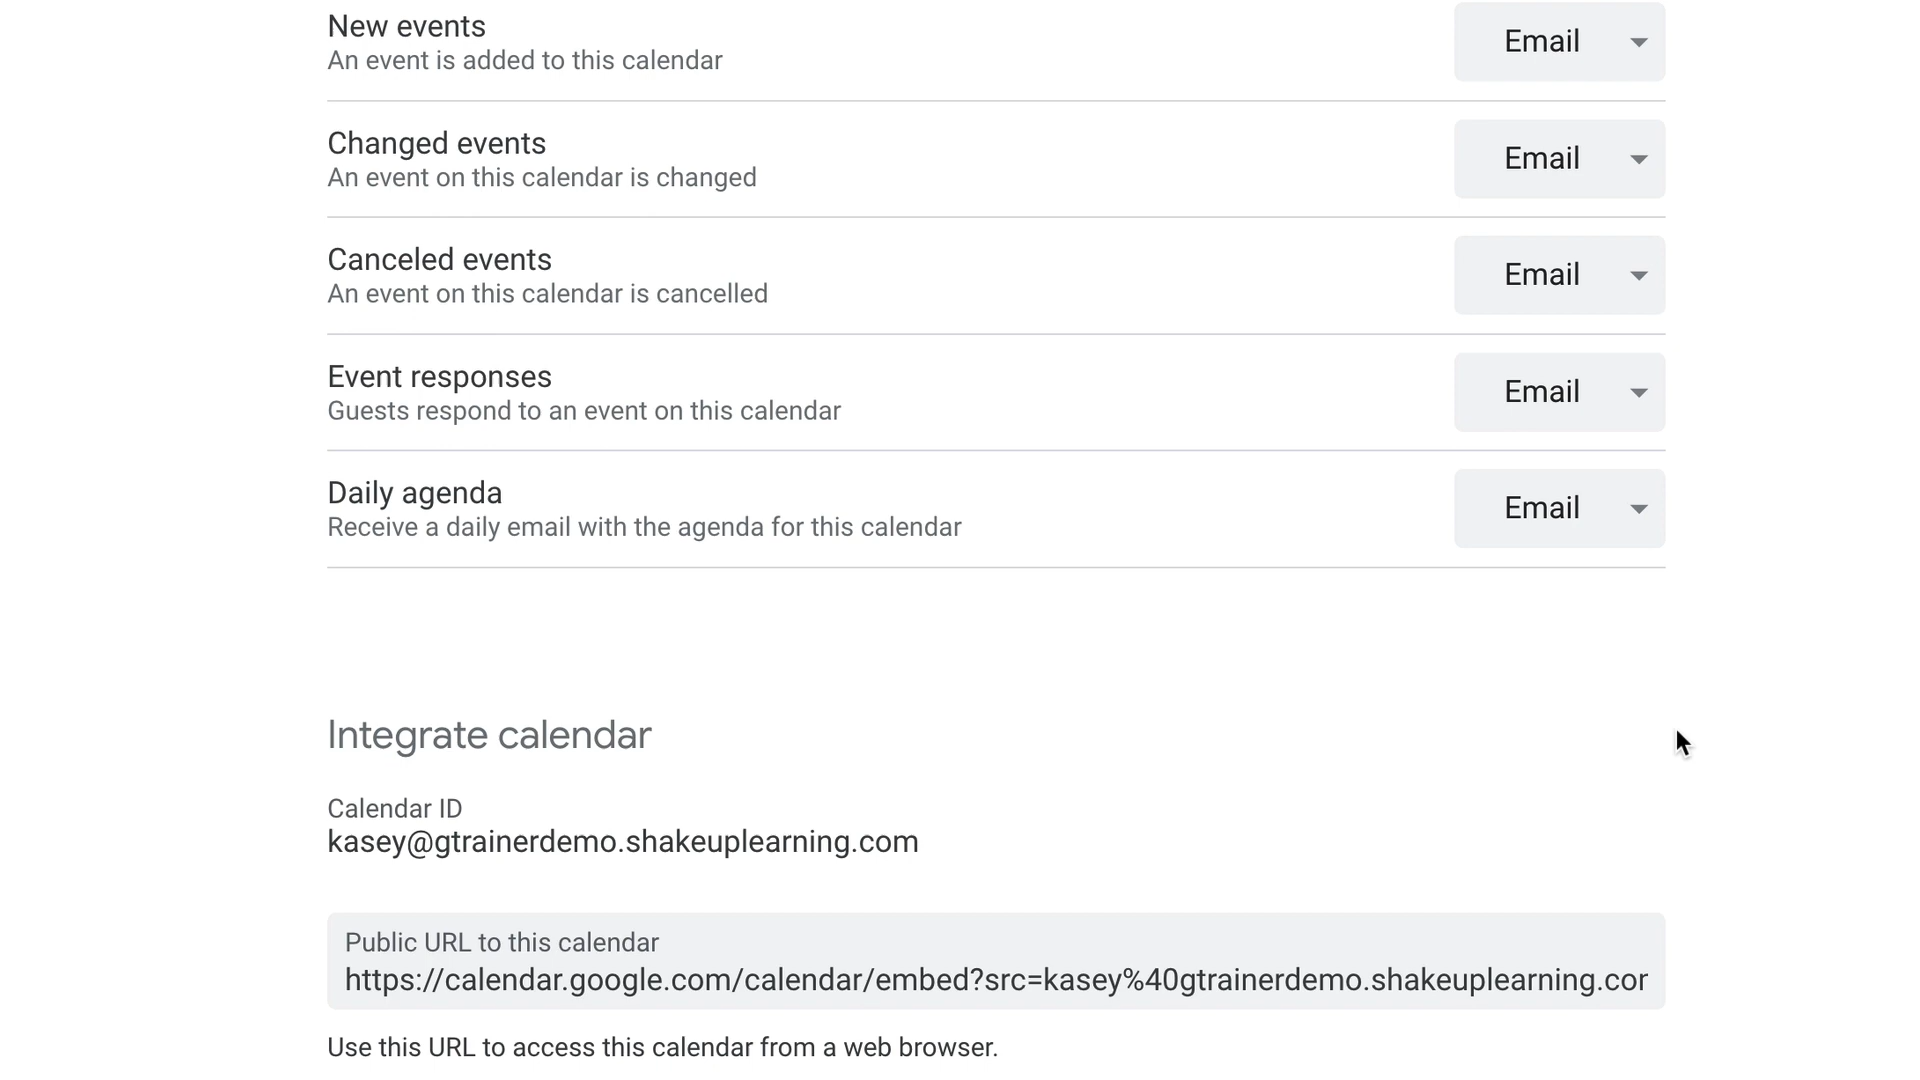 New events
An event is added to this calendar
Email
Changed events
An event on this calendar is changed
Email
Canceled events
An event on this calendar is cancelled
Email
Event responses
Guests respond to an event on this calendar
Email
Daily agenda
Receive a daily email with the agenda for this calendar
Email
Integrate calendar
Calendar ID
kasey@gtrainerdemo.shakeuplearning.com
Public URL to this calendar
https://calendar.google.com/calendar/embed?src=kasey%40gtrainerdemo.shakeuplearning.cor
Use this URL to access this calendar from a web browser.